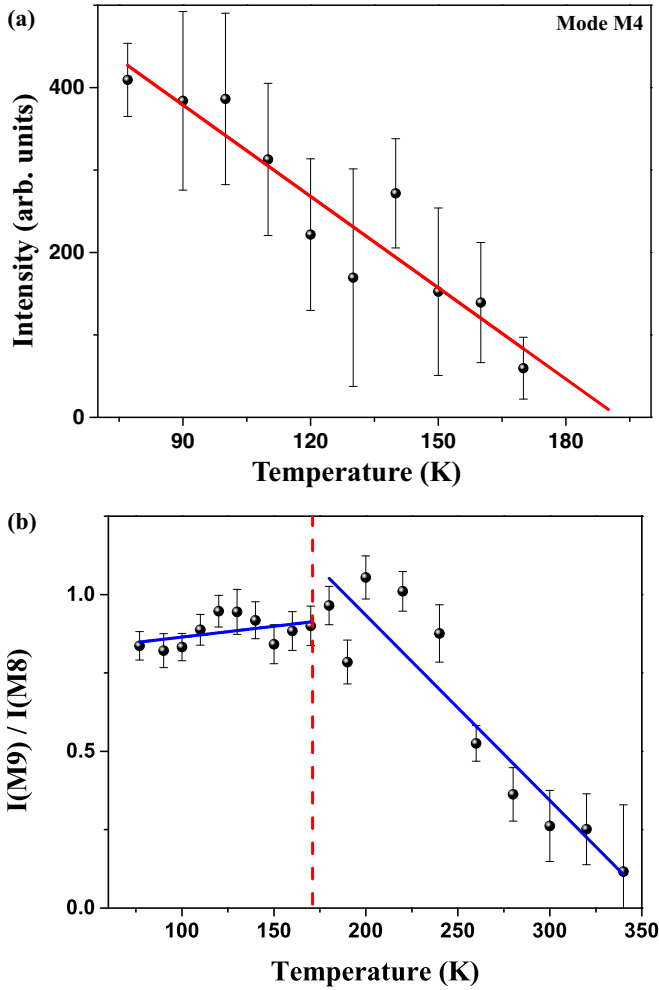 (a)
Mode M4
400
200
0
Intensity (arb. units)
90 120 150 180
Temperature (K)
(b)
1.0
0.5
0.0
I(M9) / I(M8)
100 150 200 250 300 350
Temperature (K)